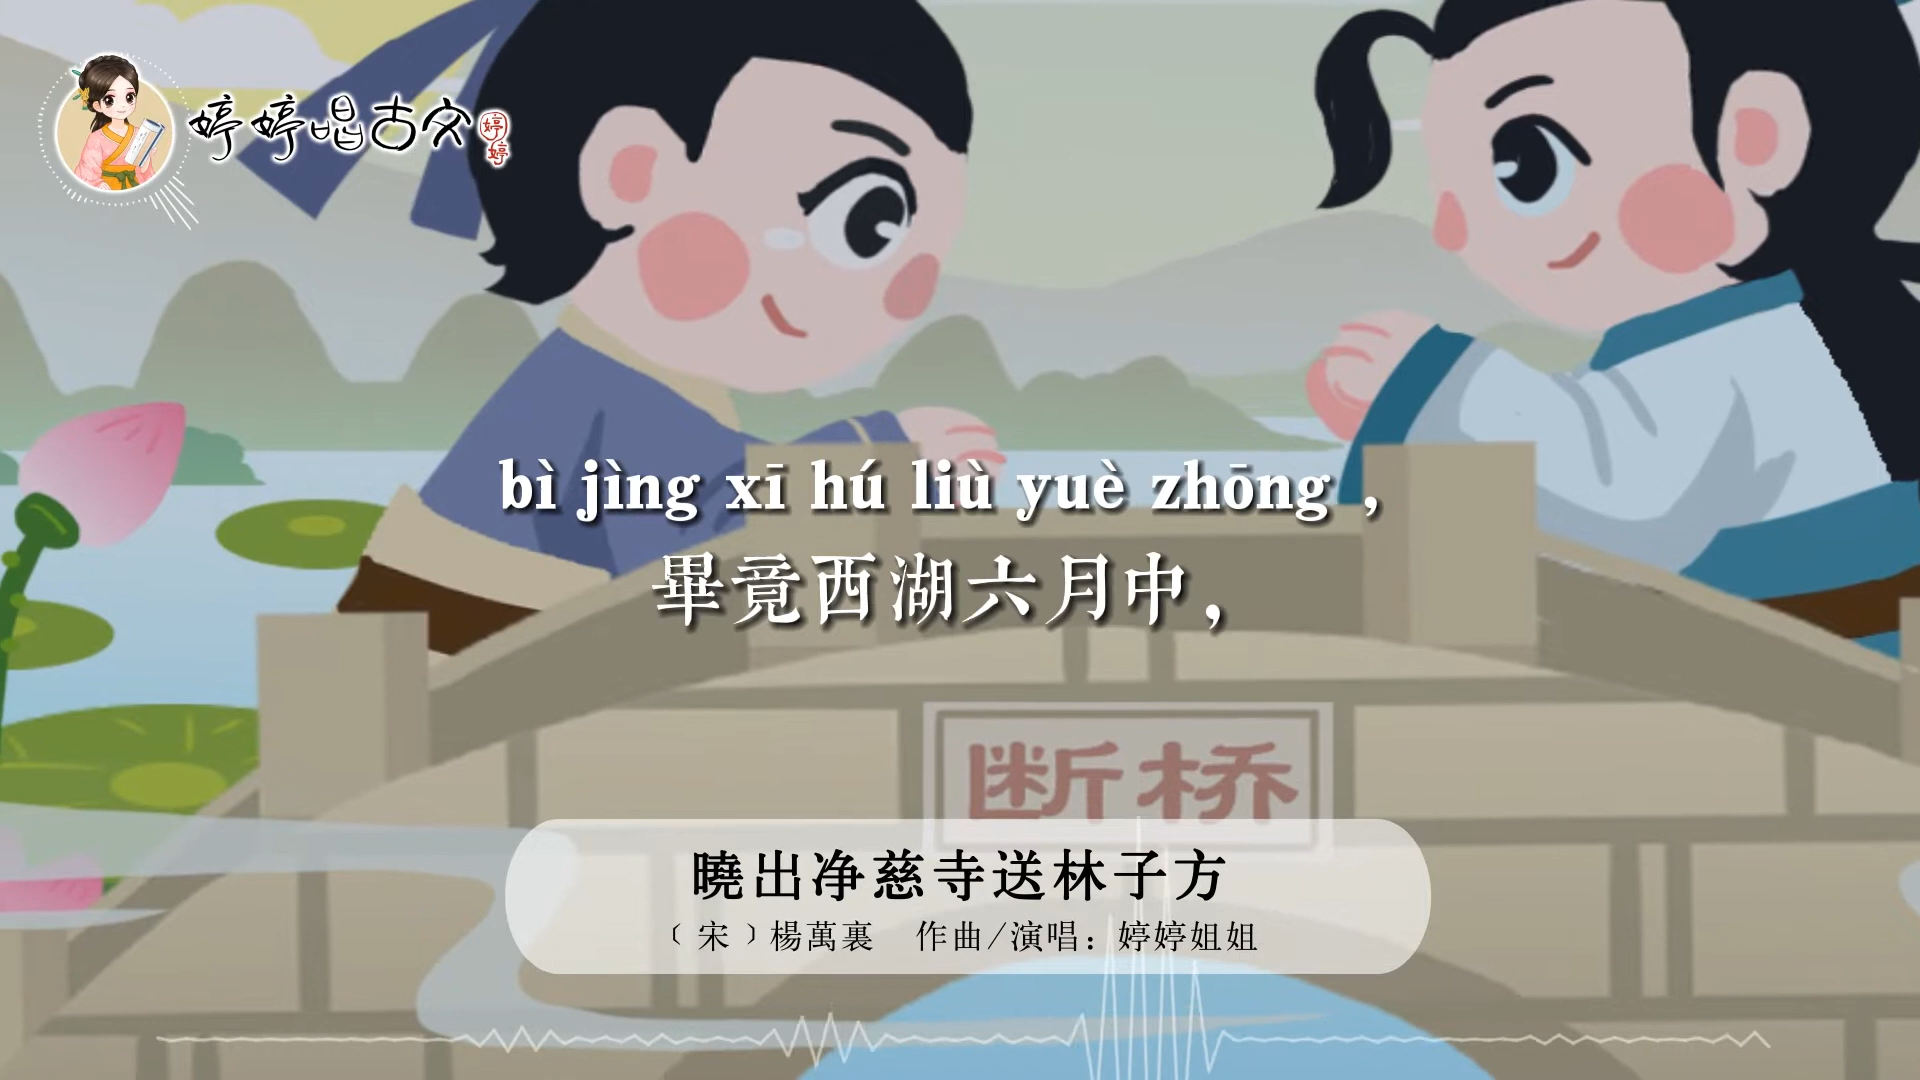 婷婷唱古文
婷婷
bì jìng xī hú liù yuè zhōng ,
畢竟西湖六月中，
断桥
曉出净慈寺送林子方
﹝宋﹞楊萬裏 作曲/演唱：婷婷姐姐